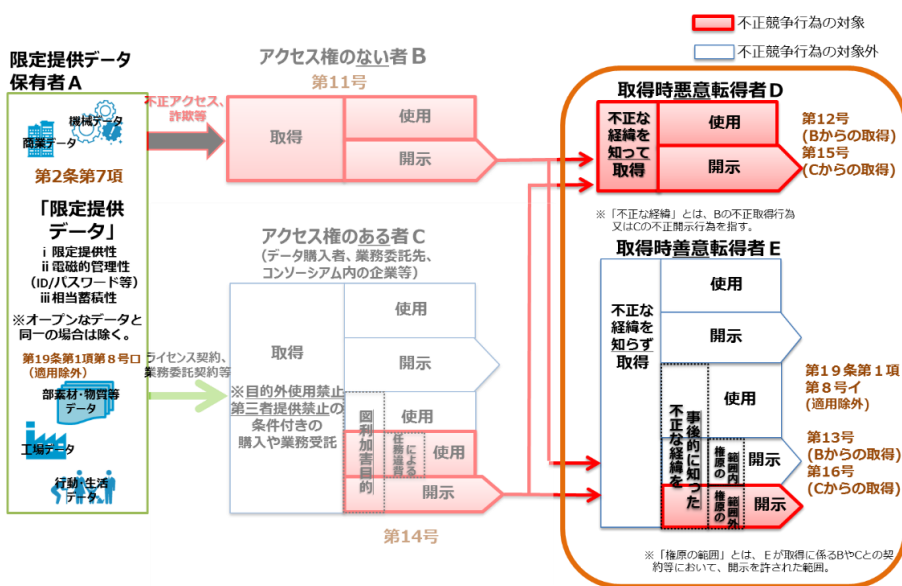 不正競争行為の対象
不正競争行為の対象外
限定提供データ
保有者A
機械データ
商業データ
第2条第7項
「限定提供
データ」
ⅰ 限定提供性
ⅱ 電磁的管理性
（ID/パスワード等）
ⅲ 相当蓄積性
※オープンなデータと
同一の場合は除く。
第19条第1項第8号ロ
（適用除外）
部素材・物質等
データ
工場データ
行動・生活
データ
不正アクセス、
詐欺等
ライセンス契約、
業務委託契約等
アクセス権のない者B
第11号
取得
使用
開示
アクセス権のある者C
（データ購入者、業務委託先、
コンソーシアム内の企業等）
取得
※目的外使用禁止
第三者提供禁止の
条件付きの
購入や業務受託
使用
開示
図利加害目的
使用
任務違背
による
使用
開示
第14号
取得時悪意転得者D
不正な
経緯を
知って
取得
使用
開示
第12号
(Bからの取得)
第15号
(Cからの取得)
※「不正な経緯」とは、Bの不正取得行為
又はCの不正開示行為を指す。
取得時善意転得者E
不正な
経緯を
知らず
取得
使用
開示
不正な経緯を
事後的に知った
使用
権原の
範囲内
開示
権原の
範囲外
開示
第19条第1項
第8号イ
(適用除外)
第13号
(Bからの取得)
第16号
(Cからの取得)
※「権原の範囲」とは、Eが取得に係るBやCとの契
約等において、開示を許された範囲。